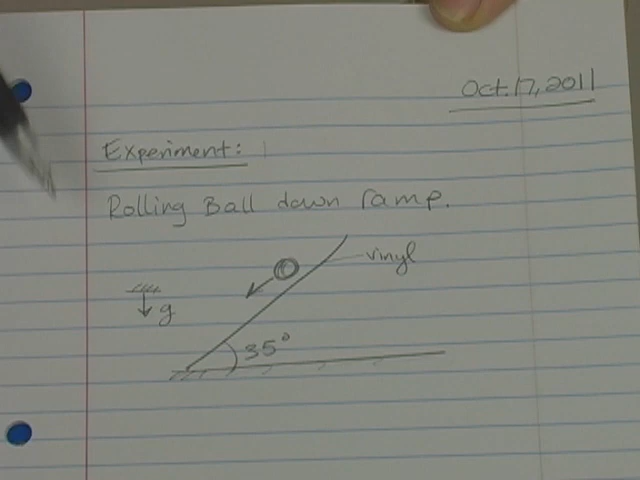 Oct. 17, 2011
Experiment:
Rolling Ball down ramp.
vinyl
g
35°